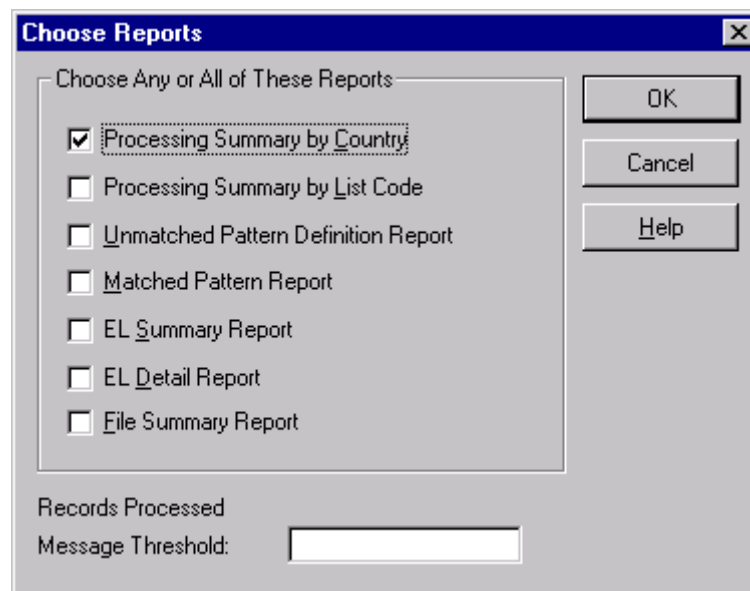 Choose Reports
Choose Any or All of These Reports
Processing Summary by Country
Processing Summary by List Code
Unmatched Pattern Definition Report
Matched Pattern Report
EL Summary Report
EL Detail Report
File Summary Report
OK
Cancel
Help
Records Processed
Message Threshold: